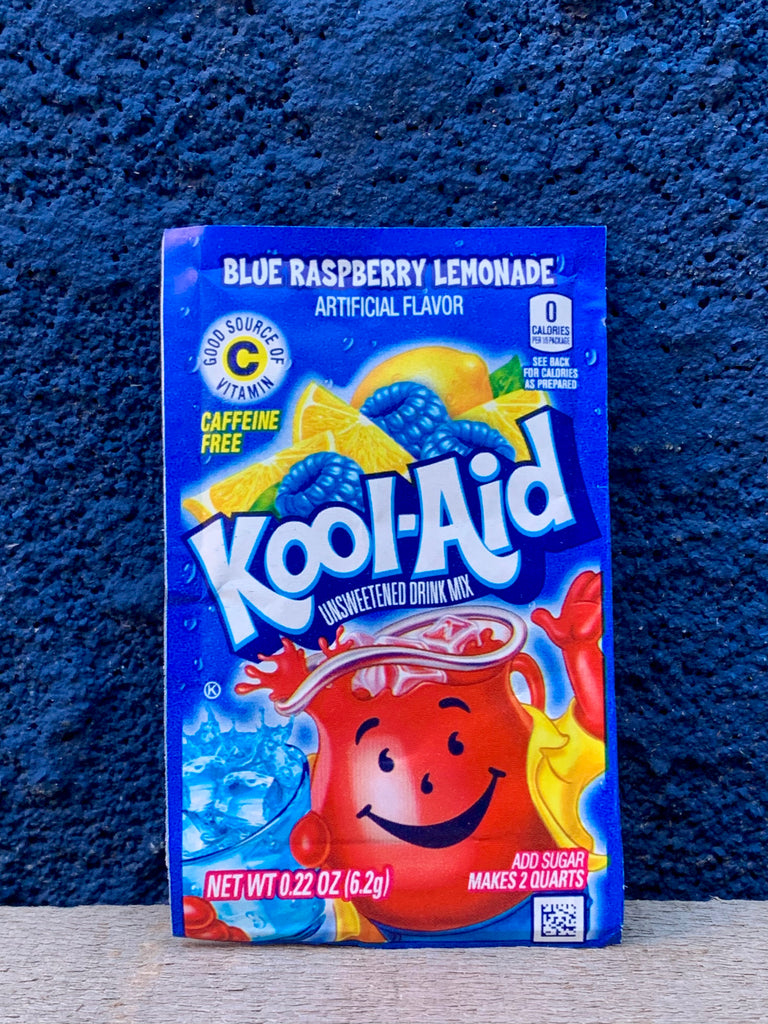 BLUE RASPBERRY LEMONADE
ARTIFICIAL FLAVOR
GOOD SOURCE OF
C
VITAMIN
0
CALORIES
PER 1/8 PACKAGE
SEE BACK
FOR CALORIES
AS PREPARED
CAFFEINE
FREE
Kool-Aid
UNSWEETENED DRINK MIX
K
NET WT 0.22 OZ (6.2g)
ADD SUGAR
MAKES 2 QUARTS